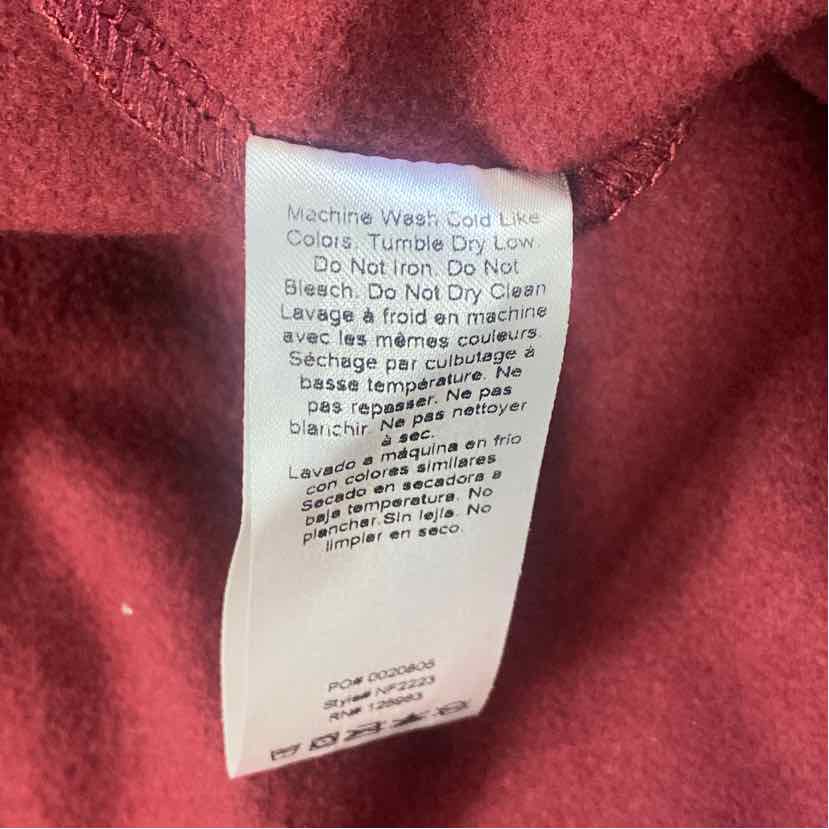 Machine Wash Cold Like
Colors. Tumble Dry Low.
Do Not Iron. Do Not
Bleach. Do Not Dry Clean
Lavage à froid en machine
avec les mêmes couleurs.
Séchage par culbutage à
basse température. Ne
pas repasser. Ne pas
blanchir. Ne pas nettoyer
à sec.
Lavado a máquina en frío
con colores similares
Secado en secadora a
baja temperatura. No
planchar. Sin lejía. No
limpiar en seco.
PO# 0020805
Style# NF2223
RN#